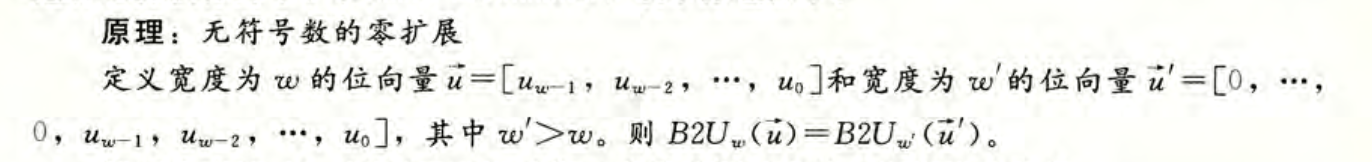 原理：无符号数的零扩展
定义宽度为 w 的位向量 u⃗=[u_{w-1}, u_{w-2}, …, u_0]和宽度为 w′的位向量 u⃗′=[0, …,
0, u_{w-1}, u_{w-2}, …, u_0]，其中 w′>w。则 B2U_w(u⃗)=B2U_{w′}(u⃗′)。